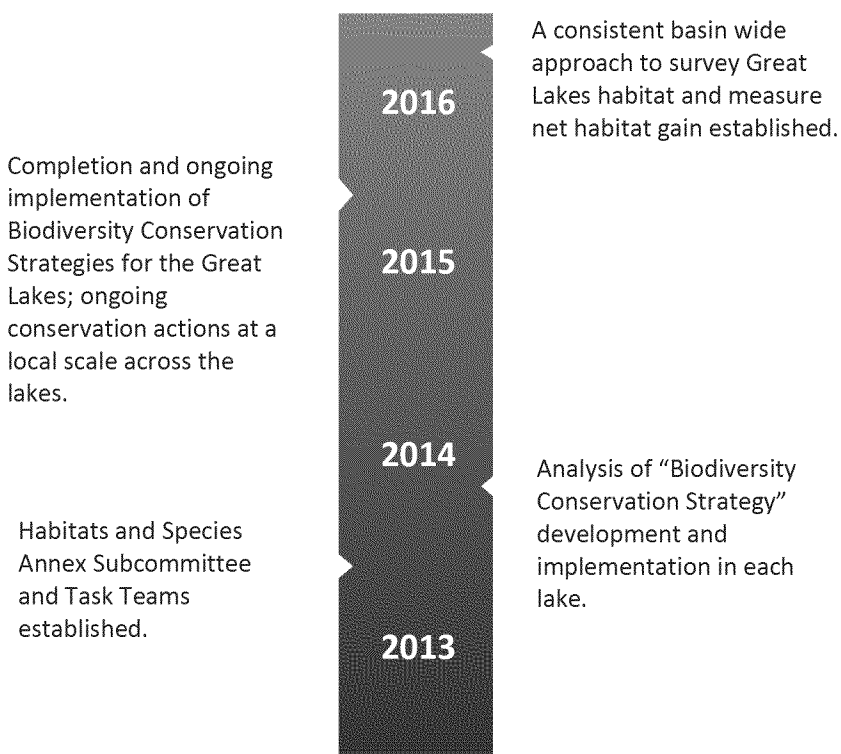 A consistent basin wide
approach to survey Great
Lakes habitat and measure
net habitat gain established.
2016
Completion and ongoing
implementation of
Biodiversity Conservation
Strategies for the Great
Lakes; ongoing
conservation actions at a
local scale across the
lakes.
2015
2014
Analysis of “Biodiversity
Conservation Strategy”
development and
implementation in each
lake.
Habitats and Species
Annex Subcommittee
and Task Teams
established.
2013